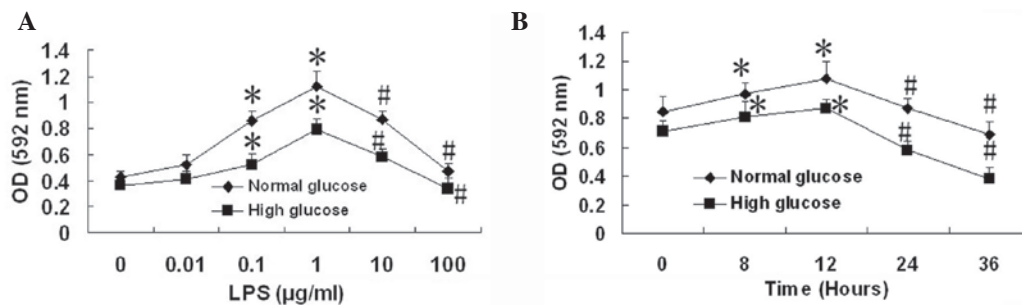 A
OD (592 nm)
1.4
1.2
1
0.8
0.6
0.4
0.2
0
* * * * # # # #
Normal glucose
High glucose
0 0.01 0.1 1 10 100
LPS (µg/ml)
B
OD (592 nm)
1.4
1.2
1
0.8
0.6
0.4
0.2
0
* * * * # # # #
Normal glucose
High glucose
0 8 12 24 36
Time (Hours)